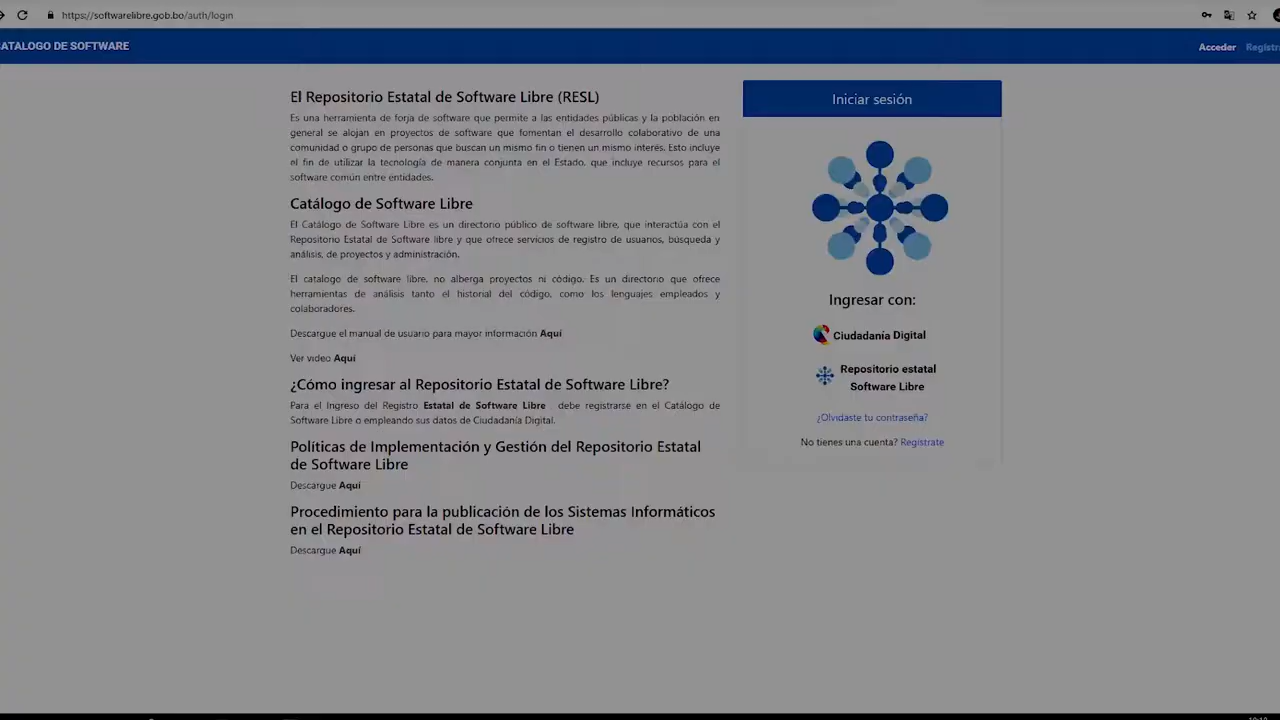 https://softwarelibre.gob.bo/auth/login
ATALOGO DE SOFTWARE
Acceder Registr
El Repositorio Estatal de Software Libre (RESL)
Es una herramienta de forja de software que permite a las entidades públicas y la población en
general se alojan en proyectos de software que fomentan el desarrollo colaborativo de una
comunidad o grupo de personas que buscan un mismo fin o tienen un mismo interés. Esto incluye
el fin de utilizar la tecnología de manera conjunta en el Estado, que incluye recursos para el
software común entre entidades.
Catálogo de Software Libre
El Catálogo de Software Libre es un directorio público de software libre, que interactúa con el
Repositorio Estatal de Software libre y que ofrece servicios de registro de usuarios, búsqueda y
análisis, de proyectos y administración.
El catalogo de software libre, no alberga proyectos ni código. Es un directorio que ofrece
herramientas de análisis tanto el historial del código, como los lenguajes empleados y
colaboradores.
Descargue el manual de usuario para mayor información Aquí
Ver video Aquí
¿Cómo ingresar al Repositorio Estatal de Software Libre?
Para el Ingreso del Registro Estatal de Software Libre , debe registrarse en el Catálogo de
Software Libre o empleando sus datos de Ciudadanía Digital.
Políticas de Implementación y Gestión del Repositorio Estatal
de Software Libre
Descargue Aquí
Procedimiento para la publicación de los Sistemas Informáticos
en el Repositorio Estatal de Software Libre
Descargue Aquí
Iniciar sesión
Ingresar con:
Ciudadanía Digital
Repositorio estatal
Software Libre
¿Olvidaste tu contraseña?
No tienes una cuenta? Registrate